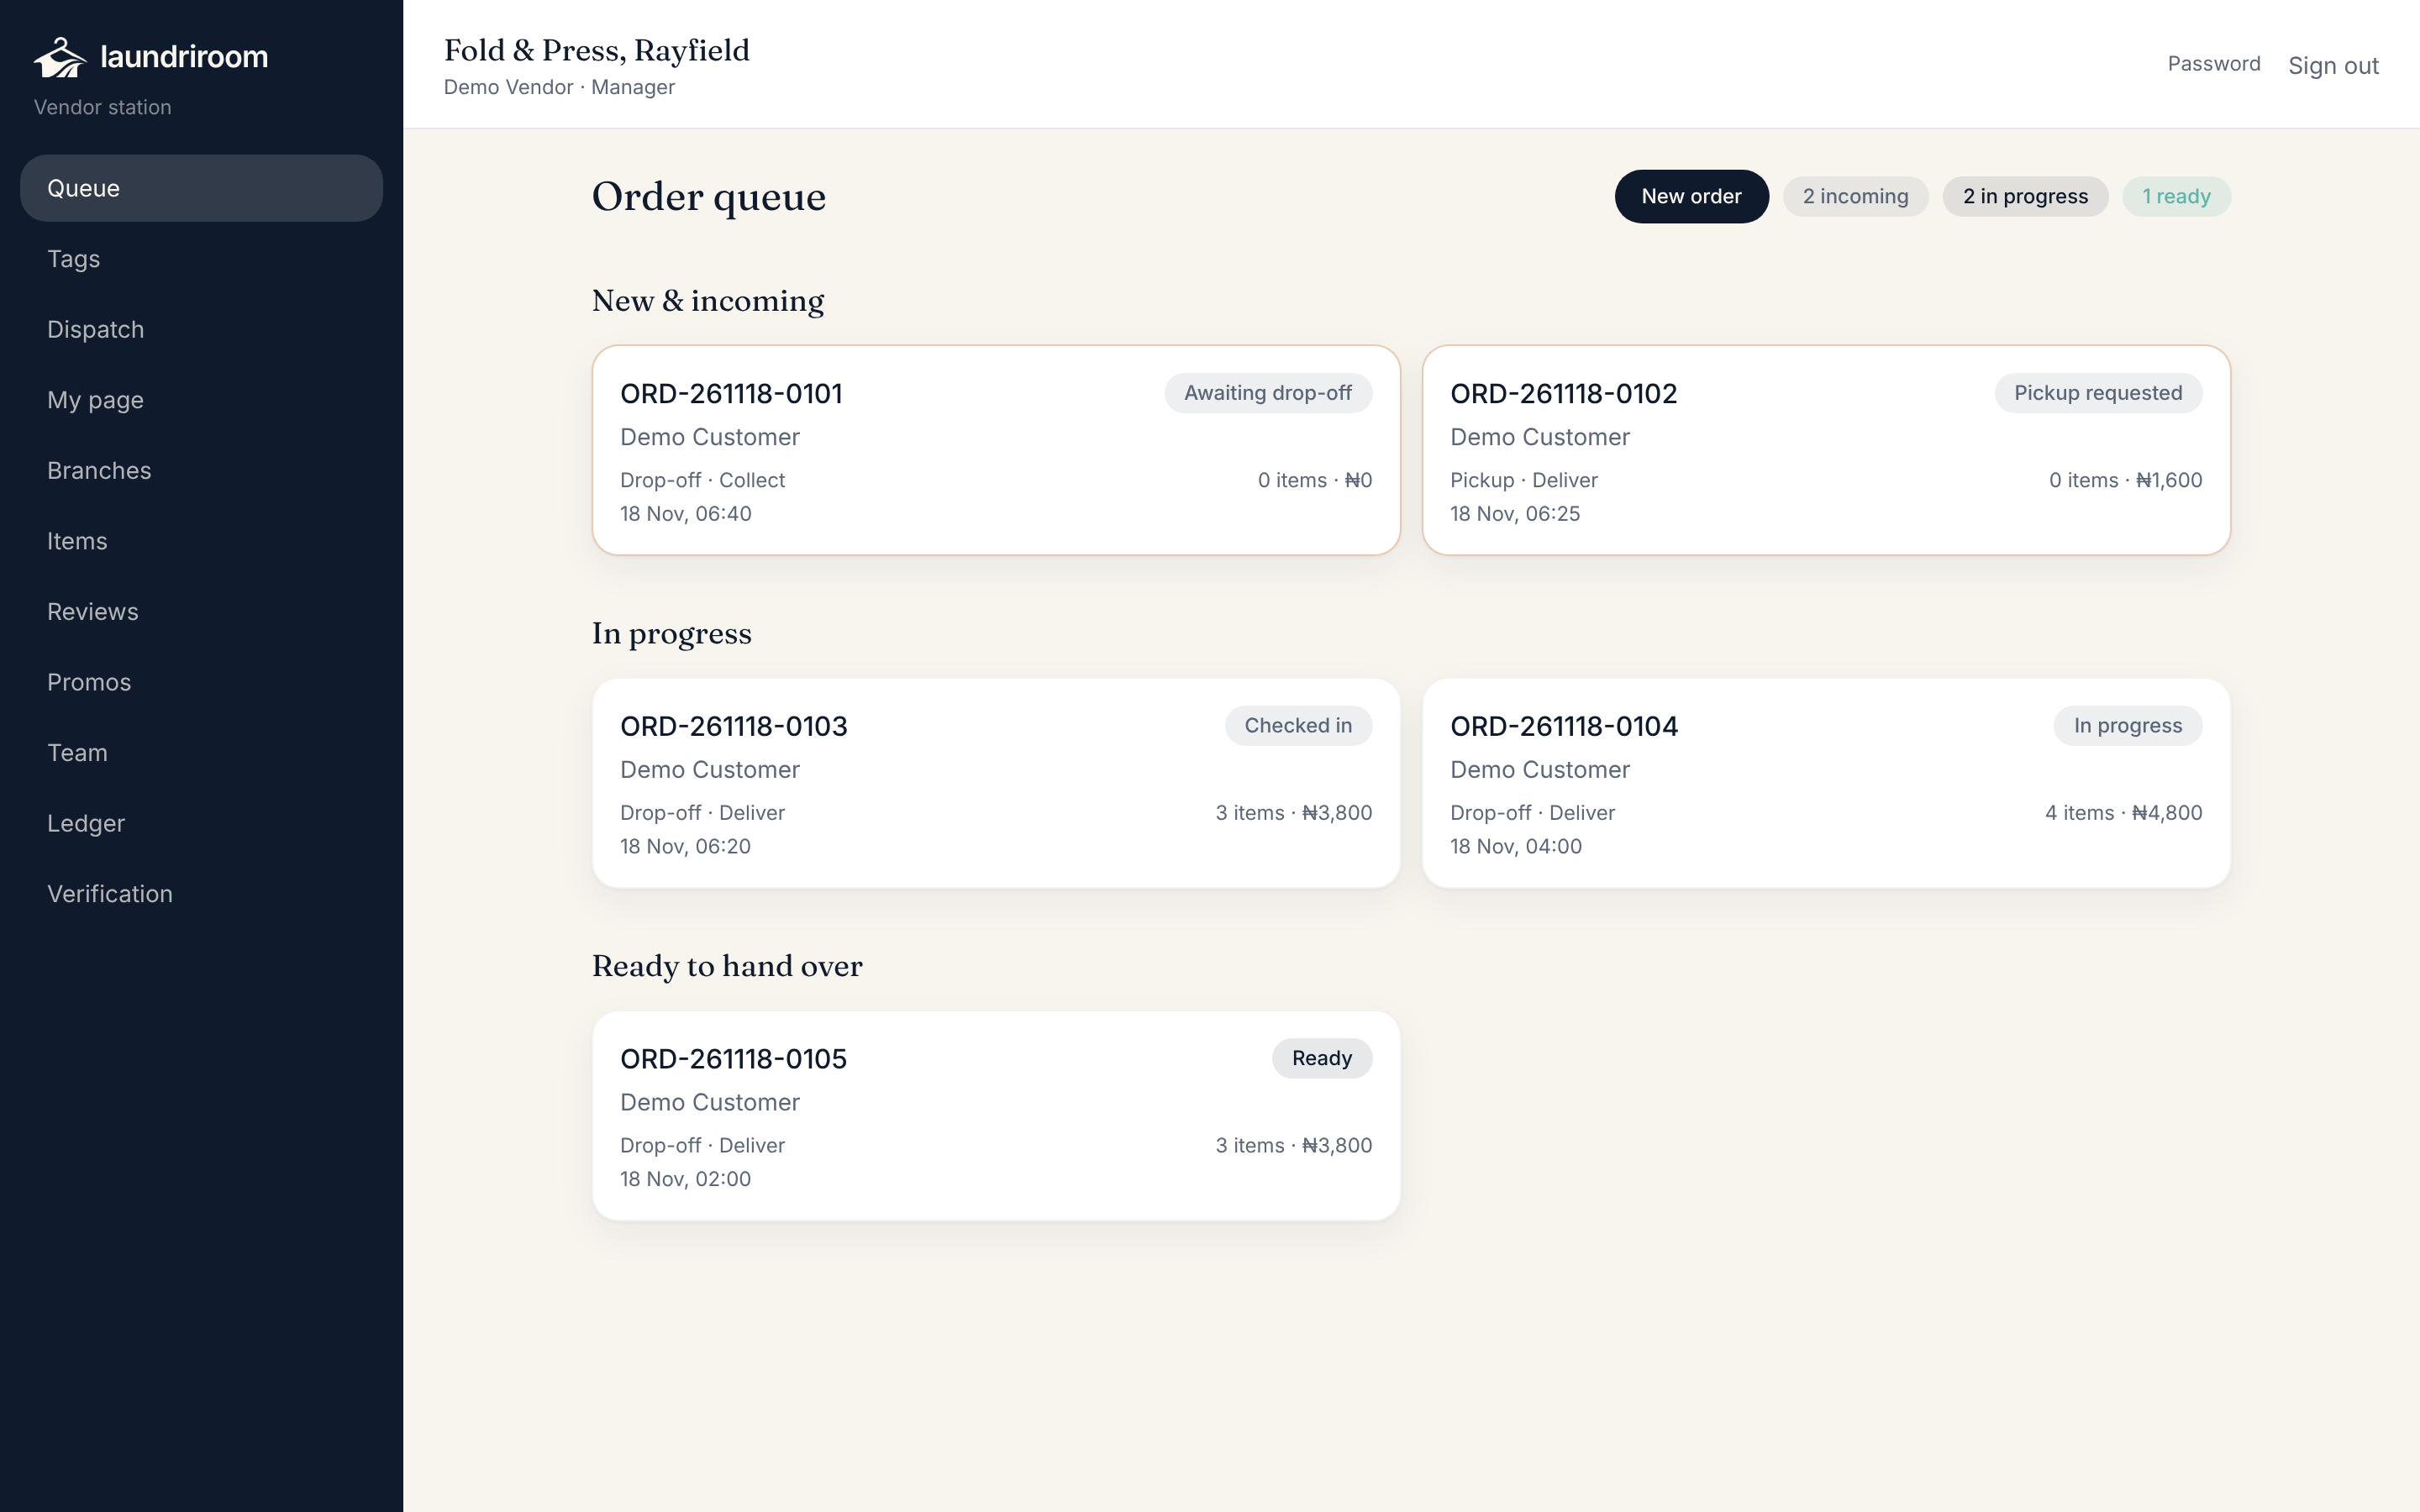 laundriroom
Vendor station
Queue
Tags
Dispatch
My page
Branches
Items
Reviews
Promos
Team
Ledger
Verification
Fold & Press, Rayfield
Demo Vendor · Manager
Password
Sign out
Order queue
New order
2 incoming
2 in progress
1 ready
New & incoming
ORD-261118-0101
Awaiting drop-off
Demo Customer
Drop-off · Collect
0 items · ₦0
18 Nov, 06:40
ORD-261118-0102
Pickup requested
Demo Customer
Pickup · Deliver
0 items · ₦1,600
18 Nov, 06:25
In progress
ORD-261118-0103
Checked in
Demo Customer
Drop-off · Deliver
3 items · ₦3,800
18 Nov, 06:20
ORD-261118-0104
In progress
Demo Customer
Drop-off · Deliver
4 items · ₦4,800
18 Nov, 04:00
Ready to hand over
ORD-261118-0105
Ready
Demo Customer
Drop-off · Deliver
3 items · ₦3,800
18 Nov, 02:00